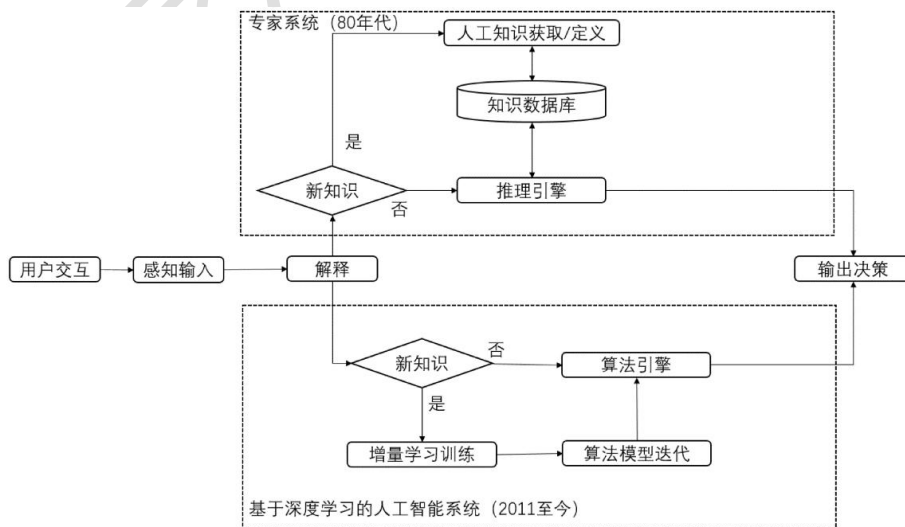 专家系统（80年代）
人工知识获取/定义
知识数据库
是
新知识
否
推理引擎
用户交互
感知输入
解释
输出决策
新知识
否
算法引擎
是
增量学习训练
算法模型迭代
基于深度学习的人工智能系统（2011至今）